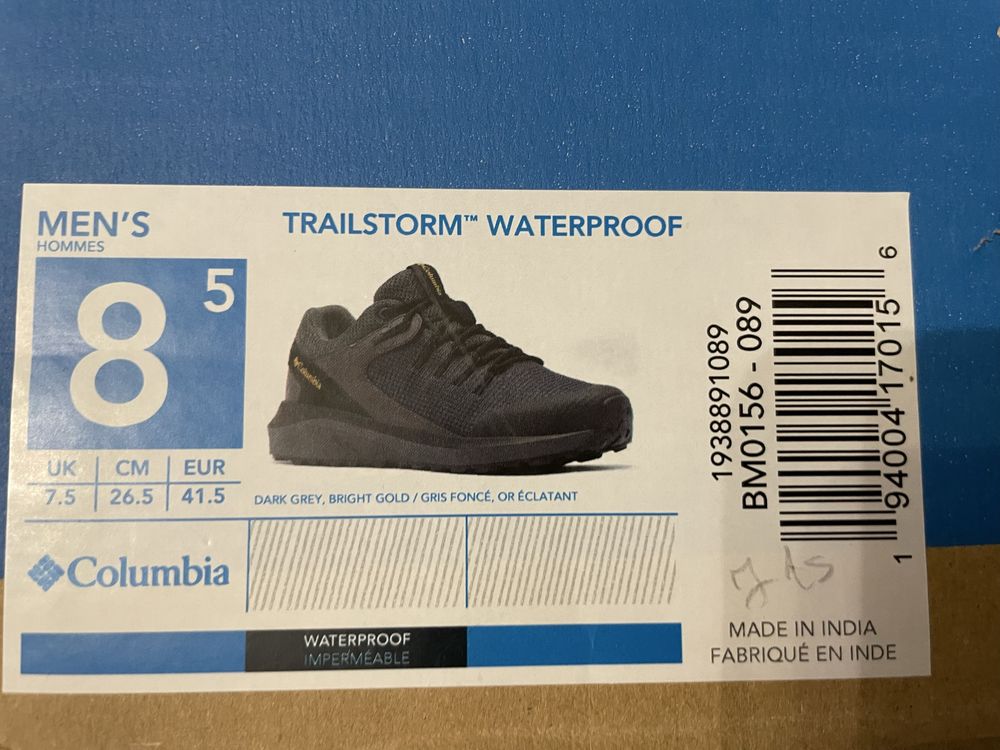 MEN'S
HOMMES
8 5
UK CM EUR
7.5 26.5 41.5
TRAILSTORM™ WATERPROOF
Columbia
DARK GREY, BRIGHT GOLD / GRIS FONCÉ, OR ÉCLATANT
Columbia
WATERPROOF
IMPERMÉABLE
1938891089
BM0156 - 089
1 94004 17015 6
MADE IN INDIA
FABRIQUÉ EN INDE